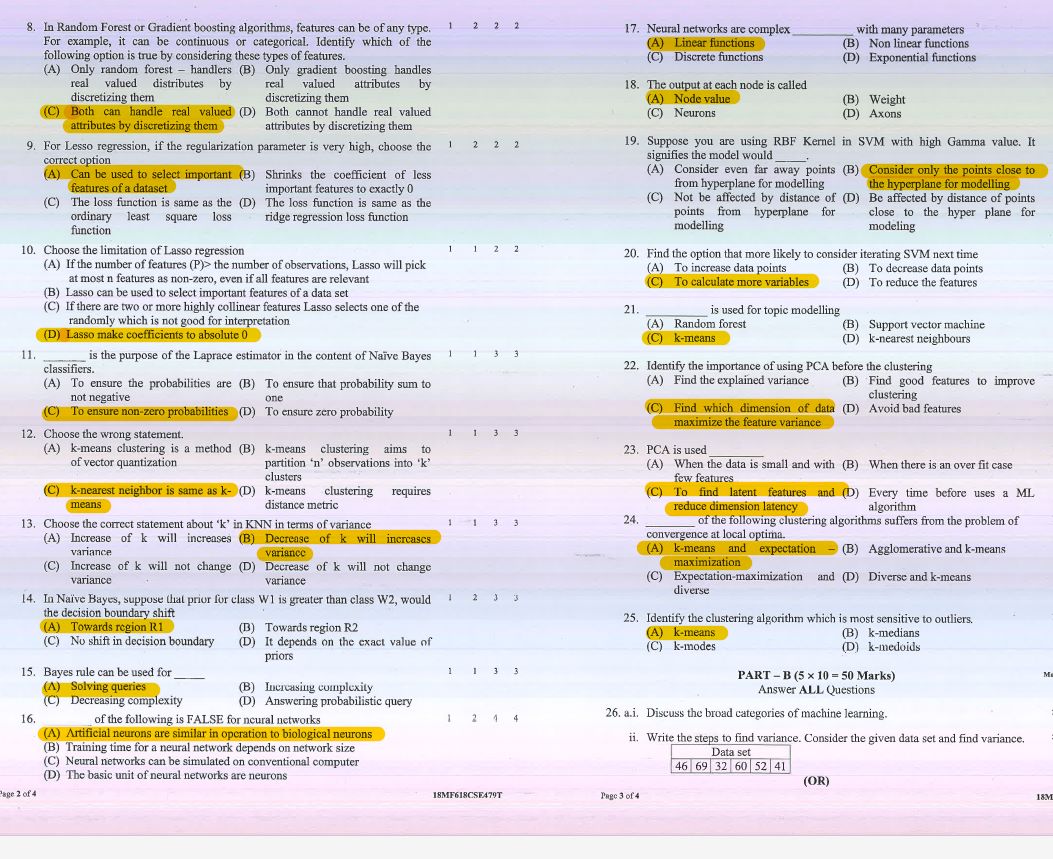 8. In Random Forest or Gradient boosting algorithms, features can be of any type. 1 2 2 2
For example, it can be continuous or categorical. Identify which of the
following option is true by considering these types of features.
(A) Only random forest – handlers (B) Only gradient boosting handles
real valued distributes by real valued attributes by
discretizing them discretizing them
(C) Both can handle real valued (D) Both cannot handle real valued
attributes by discretizing them attributes by discretizing them
9. For Lesso regression, if the regularization parameter is very high, choose the 1 2 2 2
correct option
(A) Can be used to select important (B) Shrinks the coefficient of less
features of a dataset important features to exactly 0
(C) The loss function is same as the (D) The loss function is same as the
ordinary least square loss ridge regression loss function
function
10. Choose the limitation of Lasso regression 1 1 2 2
(A) If the number of features (P)> the number of observations, Lasso will pick
at most n features as non-zero, even if all features are relevant
(B) Lasso can be used to select important features of a data set
(C) If there are two or more highly collinear features Lasso selects one of the
randomly which is not good for interpretation
(D) Lasso make coefficients to absolute 0
11. ______ is the purpose of the Laprace estimator in the content of Naïve Bayes 1 1 3 3
classifiers.
(A) To ensure the probabilities are (B) To ensure that probability sum to
not negative one
(C) To ensure non-zero probabilities (D) To ensure zero probability
12. Choose the wrong statement. 1 1 3 3
(A) k-means clustering is a method (B) k-means clustering aims to
of vector quantization partition ‘n’ observations into ‘k’
clusters
(C) k-nearest neighbor is same as k- (D) k-means clustering requires
means distance metric
13. Choose the correct statement about ‘k’ in KNN in terms of variance 1 1 3 3
(A) Increase of k will increases (B) Decrease of k will increases
variance variance
(C) Increase of k will not change (D) Decrease of k will not change
variance variance
14. In Naïve Bayes, suppose that prior for class W1 is greater than class W2, would 1 2 3 3
the decision boundary shift
(A) Towards region R1 (B) Towards region R2
(C) No shift in decision boundary (D) It depends on the exact value of
priors
15. Bayes rule can be used for _____ 1 1 3 3
(A) Solving queries (B) Increasing complexity
(C) Decreasing complexity (D) Answering probabilistic query
16. ______ of the following is FALSE for neural networks 1 2 4 4
(A) Artificial neurons are similar in operation to biological neurons
(B) Training time for a neural network depends on network size
(C) Neural networks can be simulated on conventional computer
(D) The basic unit of neural networks are neurons
Page 2 of 4 18MF618CSE479T
17. Neural networks are complex _________ with many parameters
(A) Linear functions (B) Non linear functions
(C) Discrete functions (D) Exponential functions
18. The output at each node is called
(A) Node value (B) Weight
(C) Neurons (D) Axons
19. Suppose you are using RBF Kernel in SVM with high Gamma value. It
signifies the model would _____.
(A) Consider even far away points (B) Consider only the points close to
from hyperplane for modelling the hyperplane for modelling
(C) Not be affected by distance of (D) Be affected by distance of points
points from hyperplane for close to the hyper plane for
modelling modeling
20. Find the option that more likely to consider iterating SVM next time
(A) To increase data points (B) To decrease data points
(C) To calculate more variables (D) To reduce the features
21. _________ is used for topic modelling
(A) Random forest (B) Support vector machine
(C) k-means (D) k-nearest neighbours
22. Identify the importance of using PCA before the clustering
(A) Find the explained variance (B) Find good features to improve
clustering
(C) Find which dimension of data (D) Avoid bad features
maximize the feature variance
23. PCA is used ________
(A) When the data is small and with (B) When there is an over fit case
few features
(C) To find latent features and (D) Every time before uses a ML
reduce dimension latency algorithm
24. _______ of the following clustering algorithms suffers from the problem of
convergence at local optima.
(A) k-means and expectation – (B) Agglomerative and k-means
maximization
(C) Expectation-maximization and (D) Diverse and k-means
diverse
25. Identify the clustering algorithm which is most sensitive to outliers.
(A) k-means (B) k-medians
(C) k-modes (D) k-medoids
PART – B (5 × 10 = 50 Marks)
Answer ALL Questions
26. a.i. Discuss the broad categories of machine learning.
ii. Write the steps to find variance. Consider the given data set and find variance.
Data set
46 69 32 60 52 41
(OR)
Page 3 of 4